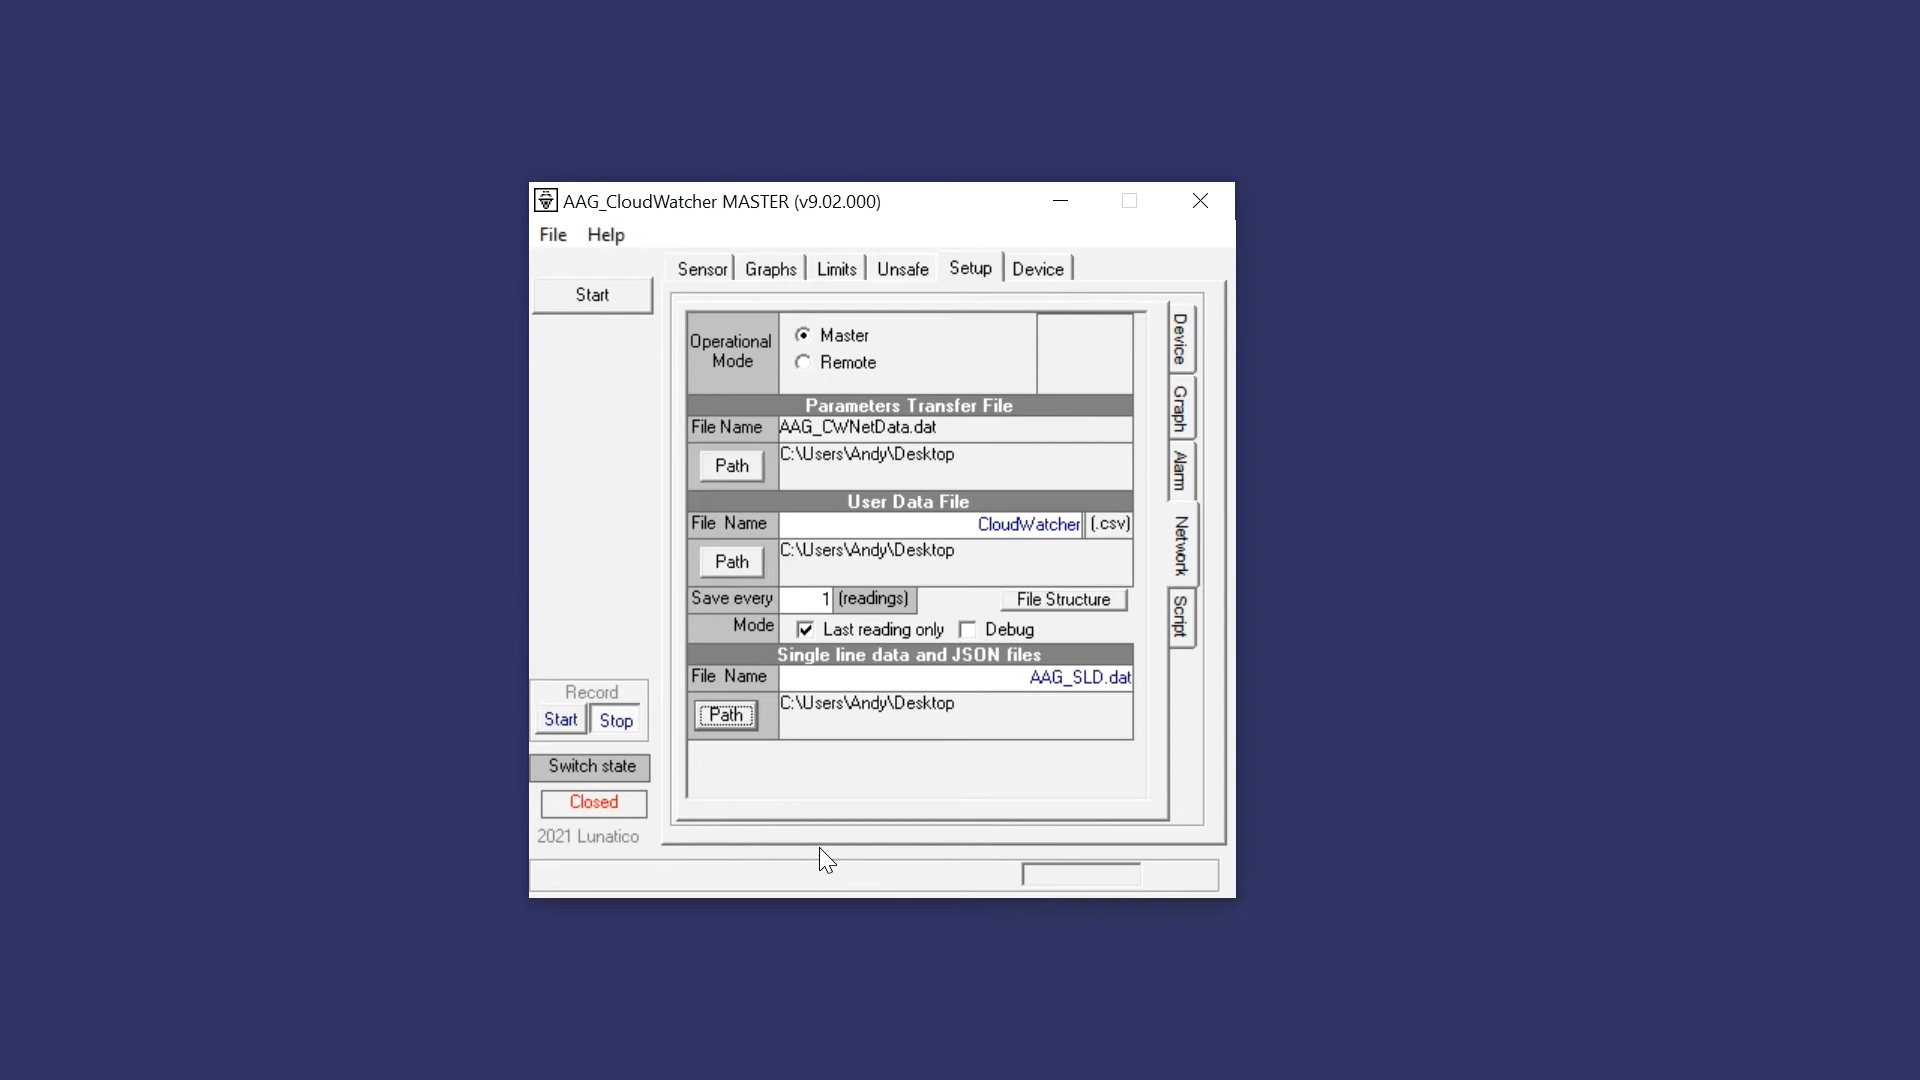 AAG_CloudWatcher MASTER (v9.02.000)
File Help
Sensor Graphs Limits Unsafe Setup Device
Start
Operational Mode
Master
Remote
Parameters Transfer File
File Name AAG_CWNetData.dat
Path C:\Users\Andy\Desktop
User Data File
File Name CloudWatcher (.csv)
Path C:\Users\Andy\Desktop
Save every 1 (readings) File Structure
Mode Last reading only Debug
Single line data and JSON files
File Name AAG_SLD.dat
Path C:\Users\Andy\Desktop
Device
Graph
Alarm
Network
Script
Record
Start Stop
Switch state
Closed
2021 Lunatico